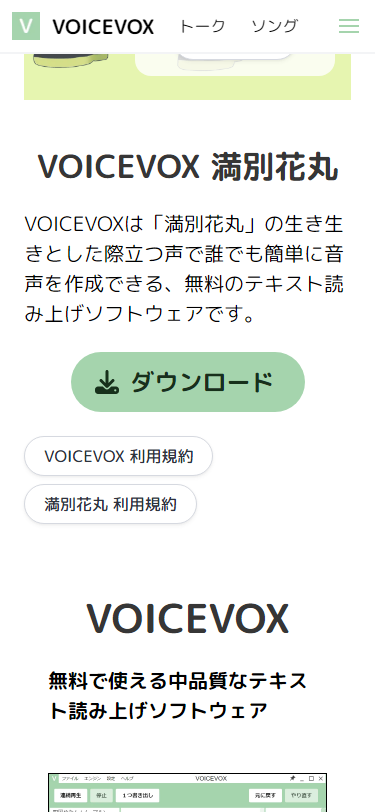 V VOICEVOX トーク ソング
VOICEVOX 満別花丸
VOICEVOXは「満別花丸」の生き生
きとした際立つ声で誰でも簡単に音
声を作成できる、無料のテキスト読
み上げソフトウェアです。
ダウンロード
VOICEVOX 利用規約
満別花丸 利用規約
VOICEVOX
無料で使える中品質なテキス
ト読み上げソフトウェア
ファイル エンジン 設定 ヘルプ VOICEVOX
連続再生 停止 1つ書き出し 元に戻す やり直す